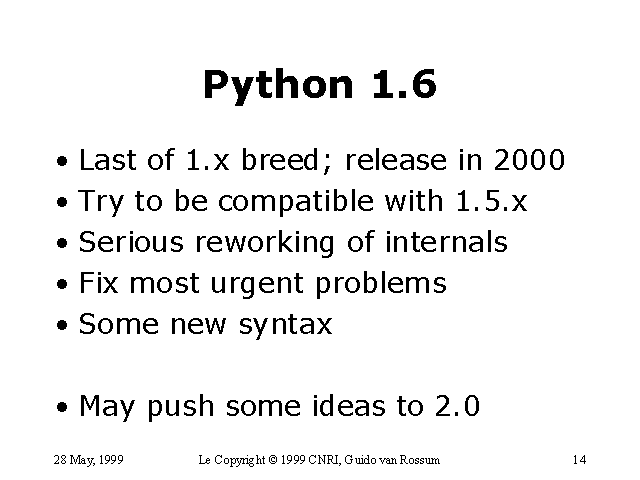 Python 1.6
• Last of 1.x breed; release in 2000
• Try to be compatible with 1.5.x
• Serious reworking of internals
• Fix most urgent problems
• Some new syntax
• May push some ideas to 2.0
28 May, 1999 Le Copyright © 1999 CNRI, Guido van Rossum 14